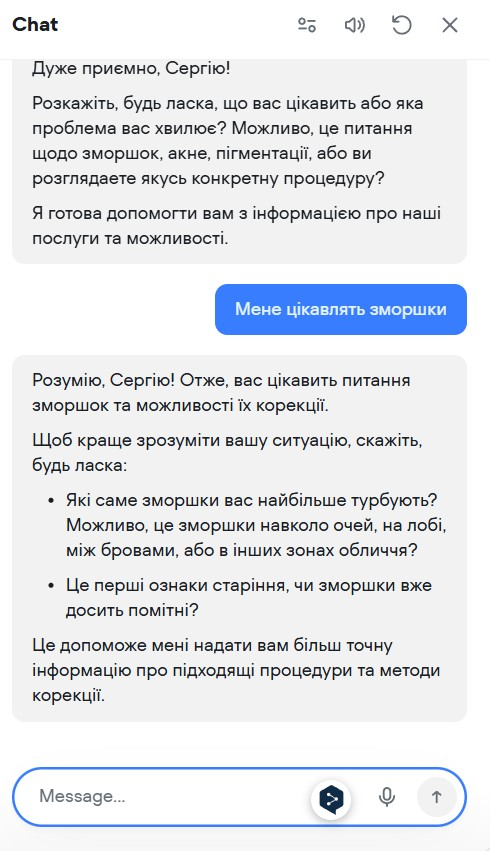 Chat
Дуже приємно, Сергію!
Розкажіть, будь ласка, що вас цікавить або яка
проблема вас хвилює? Можливо, це питання
щодо зморшок, акне, пігментації, або ви
розглядаєте якусь конкретну процедуру?
Я готова допомогти вам з інформацією про наші
послуги та можливості.
Мене цікавлять зморшки
Розумію, Сергію! Отже, вас цікавить питання
зморшок та можливості їх корекції.
Щоб краще зрозуміти вашу ситуацію, скажіть,
будь ласка:
• Які саме зморшки вас найбільше турбують?
Можливо, це зморшки навколо очей, на лобі,
між бровами, або в інших зонах обличчя?
• Це перші ознаки старіння, чи зморшки вже
досить помітні?
Це допоможе мені надати вам більш точну
інформацію про підходящі процедури та методи
корекції.
Message...